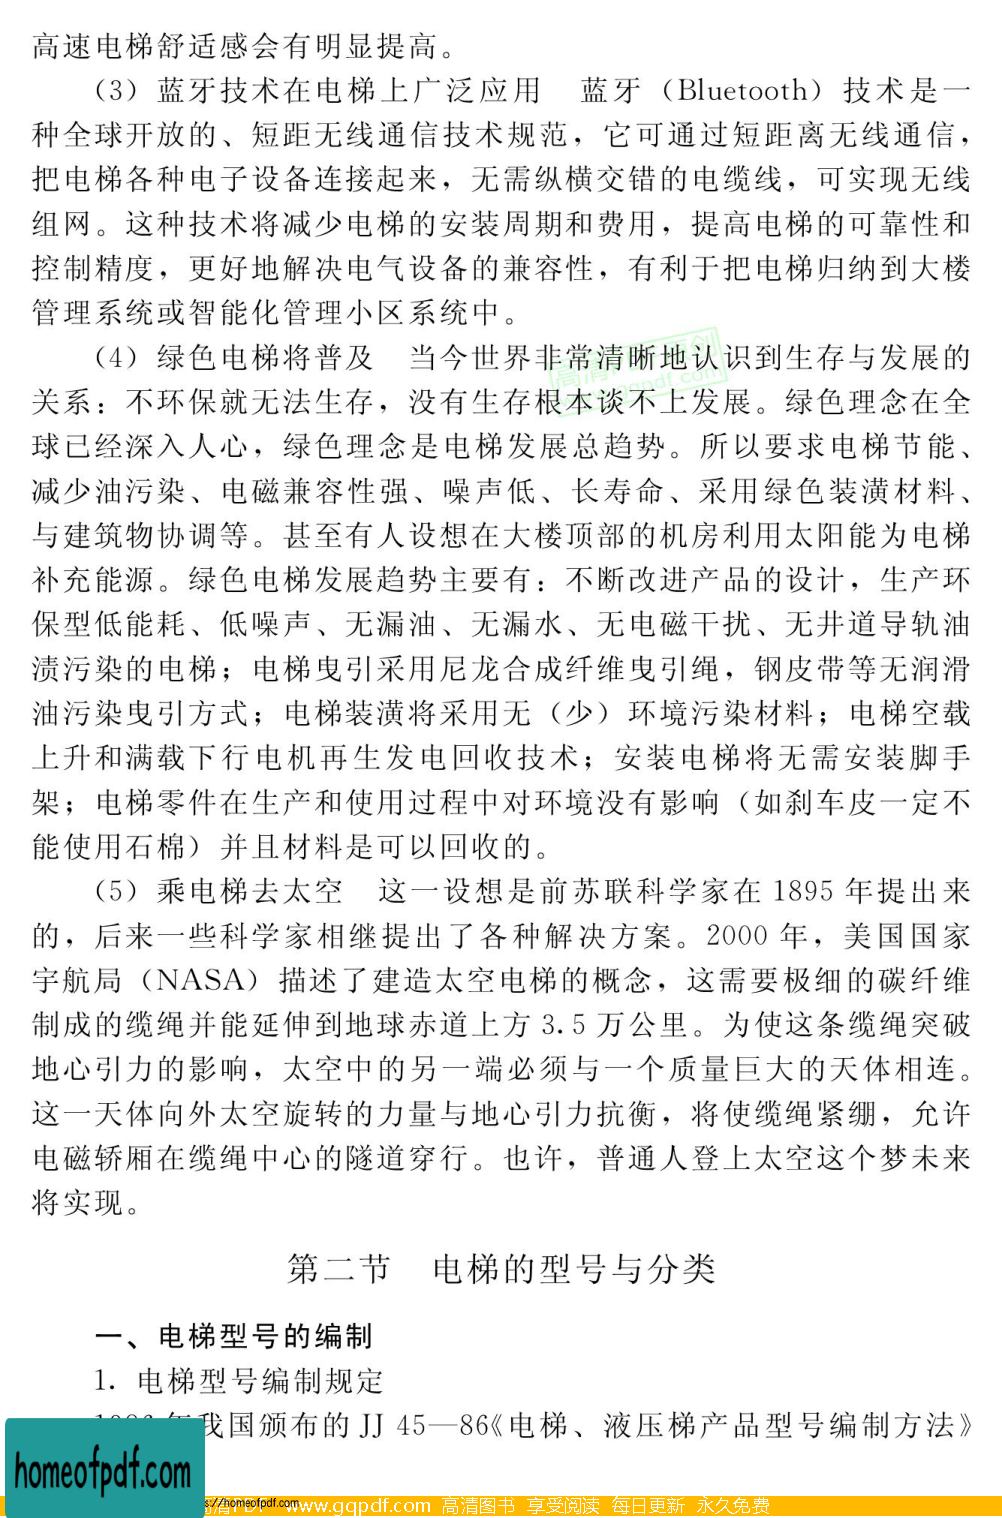 高速电梯舒适感会有明显提高。
（3）蓝牙技术在电梯上广泛应用　蓝牙（Bluetooth）技术是一
种全球开放的、短距无线通信技术规范，它可通过短距离无线通信，
把电梯各种电子设备连接起来，无需纵横交错的电缆线，可实现无线
组网。这种技术将减少电梯的安装周期和费用，提高电梯的可靠性和
控制精度，更好地解决电气设备的兼容性，有利于把电梯归纳到大楼
管理系统或智能化管理小区系统中。
（4）绿色电梯将普及　当今世界非常清晰地认识到生存与发展的
关系：不环保就无法生存，没有生存根本谈不上发展。绿色理念在全
球已经深入人心，绿色理念是电梯发展总趋势。所以要求电梯节能、
减少油污染、电磁兼容性强、噪声低、长寿命、采用绿色装潢材料、
与建筑物协调等。甚至有人设想在大楼顶部的机房利用太阳能为电梯
补充能源。绿色电梯发展趋势主要有：不断改进产品的设计，生产环
保型低能耗、低噪声、无漏油、无漏水、无电磁干扰、无井道导轨油
渍污染的电梯；电梯曳引采用尼龙合成纤维曳引绳，钢皮带等无润滑
油污染曳引方式；电梯装潢将采用无（少）环境污染材料；电梯空载
上升和满载下行电机再生发电回收技术；安装电梯将无需安装脚手
架；电梯零件在生产和使用过程中对环境没有影响（如刹车皮一定不
能使用石棉）并且材料是可以回收的。
（5）乘电梯去太空　这一设想是前苏联科学家在 1895 年提出来
的，后来一些科学家相继提出了各种解决方案。2000 年，美国国家
宇航局（NASA）描述了建造太空电梯的概念，这需要极细的碳纤维
制成的缆绳并能延伸到地球赤道上方 3.5 万公里。为使这条缆绳突破
地心引力的影响，太空中的另一端必须与一个质量巨大的天体相连。
这一天体向外太空旋转的力量与地心引力抗衡，将使缆绳紧绷，允许
电磁轿厢在缆绳中心的隧道穿行。也许，普通人登上太空这个梦未来
将实现。
第二节　电梯的型号与分类
一、电梯型号的编制
1. 电梯型号编制规定
年我国颁布的 JJ 45—86《电梯、液压梯产品型号编制方法》
homeofpdf.com
://homeofpdf.com
www.gqpdf.com 高清图书 享受阅读 每日更新 永久免费